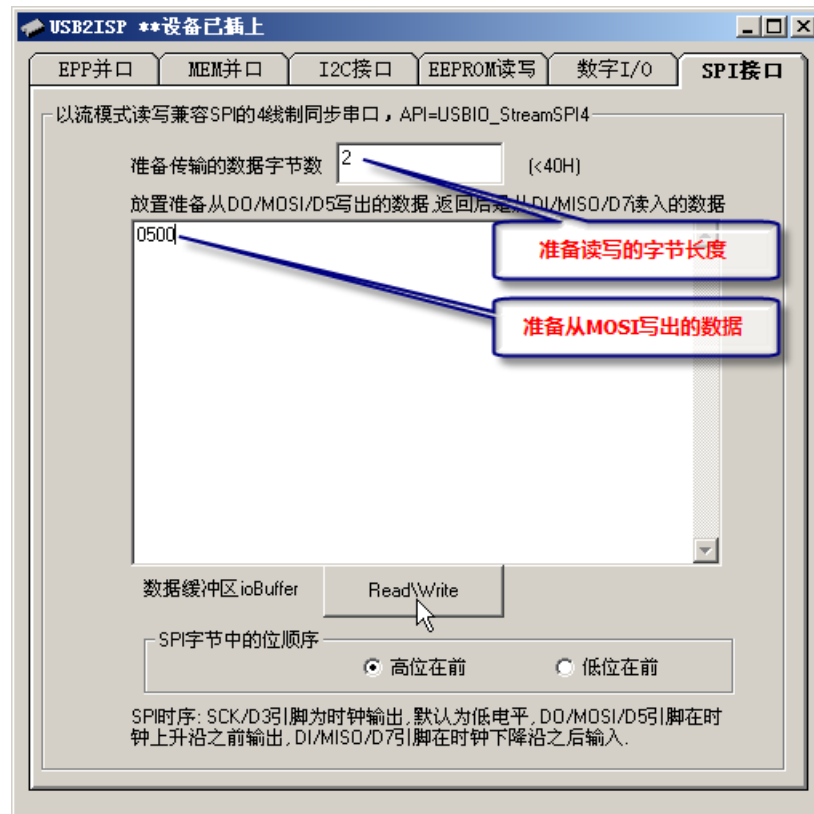 USB2ISP **设备已插上
EPP并口 MEM并口 I2C接口 EEPROM读写 数字I/O SPI接口
以流模式读写兼容SPI的4线制同步串口，API=USBIO_StreamSPI4
准备传输的数据字节数 2 (<40H)
放置准备从DO/MOSI/D5写出的数据,返回后是从DI/MISO/D7读入的数据
0500
准备读写的字节长度
准备从MOSI写出的数据
数据缓冲区ioBuffer Read\Write
SPI字节中的位顺序
高位在前 低位在前
SPI时序: SCK/D3引脚为时钟输出,默认为低电平, DO/MOSI/D5引脚在时
钟上升沿之前输出, DI/MISO/D7引脚在时钟下降沿之后输入.